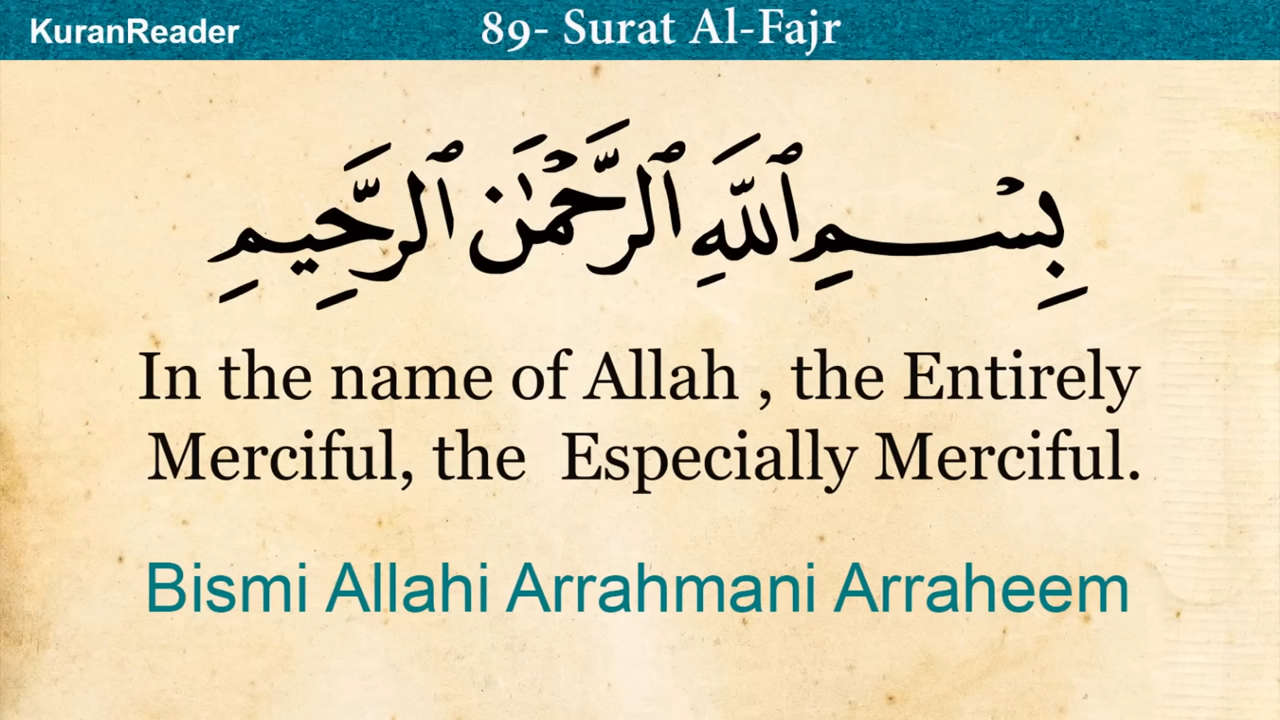 KuranReader
89- Surat Al-Fajr
بِسْمِ ٱللَّهِ ٱلرَّحْمَٰنِ ٱلرَّحِيمِ
In the name of Allah , the Entirely
Merciful, the  Especially Merciful.
Bismi Allahi Arrahmani Arraheem